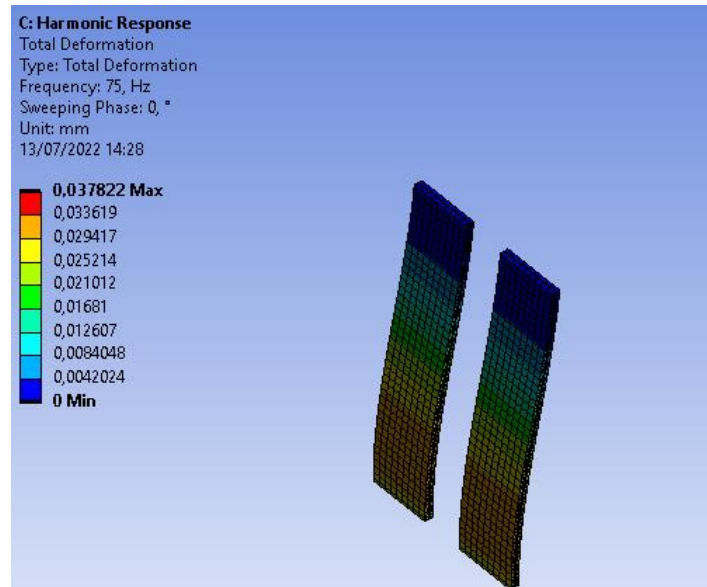 C: Harmonic Response
Total Deformation
Type: Total Deformation
Frequency: 75, Hz
Sweeping Phase: 0, °
Unit: mm
13/07/2022 14:28
0,037822 Max
0,033619
0,029417
0,025214
0,021012
0,01681
0,012607
0,0084048
0,0042024
0 Min